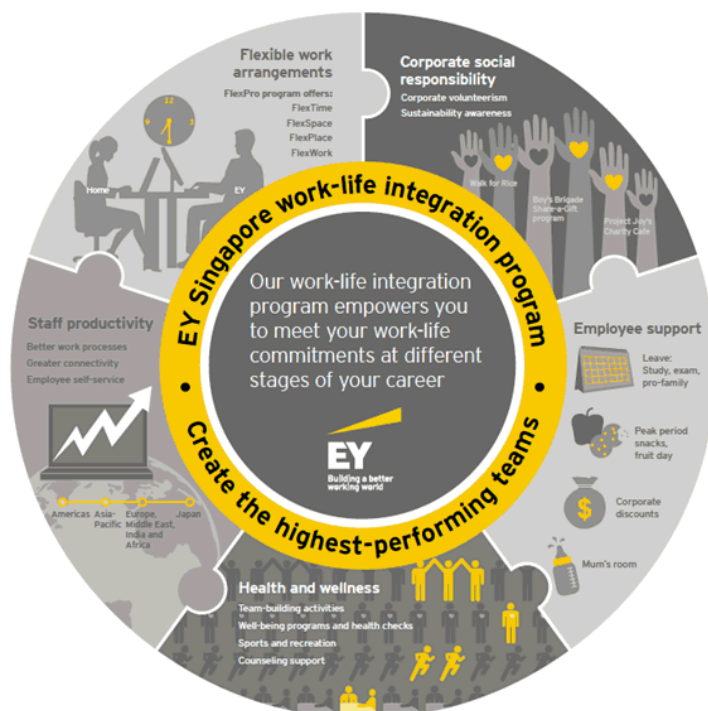 Flexible work
arrangements
FlexPro program offers:
FlexTime
FlexSpace
FlexPlace
FlexWork
12
3
6
9
Home
EY
Corporate social
responsibility
Corporate volunteerism
Sustainability awareness
Walk for Rice
Boy's Brigade
Share-a-Gift
program
Project Joy's
Charity Cafe
EY Singapore work-life integration program
Our work-life integration
program empowers you
to meet your work-life
commitments at different
stages of your career
EY
Building a better
working world
Create the highest-performing teams
Staff productivity
Better work processes
Greater connectivity
Employee self-service
Americas
Asia-
Pacific
Europe,
Middle East,
India and
Africa
Japan
Employee support
Leave:
Study, exam,
pro-family
Peak period
snacks,
fruit day
$
Corporate
discounts
Mum's room
Health and wellness
Team-building activities
Well-being programs and health checks
Sports and recreation
Counseling support